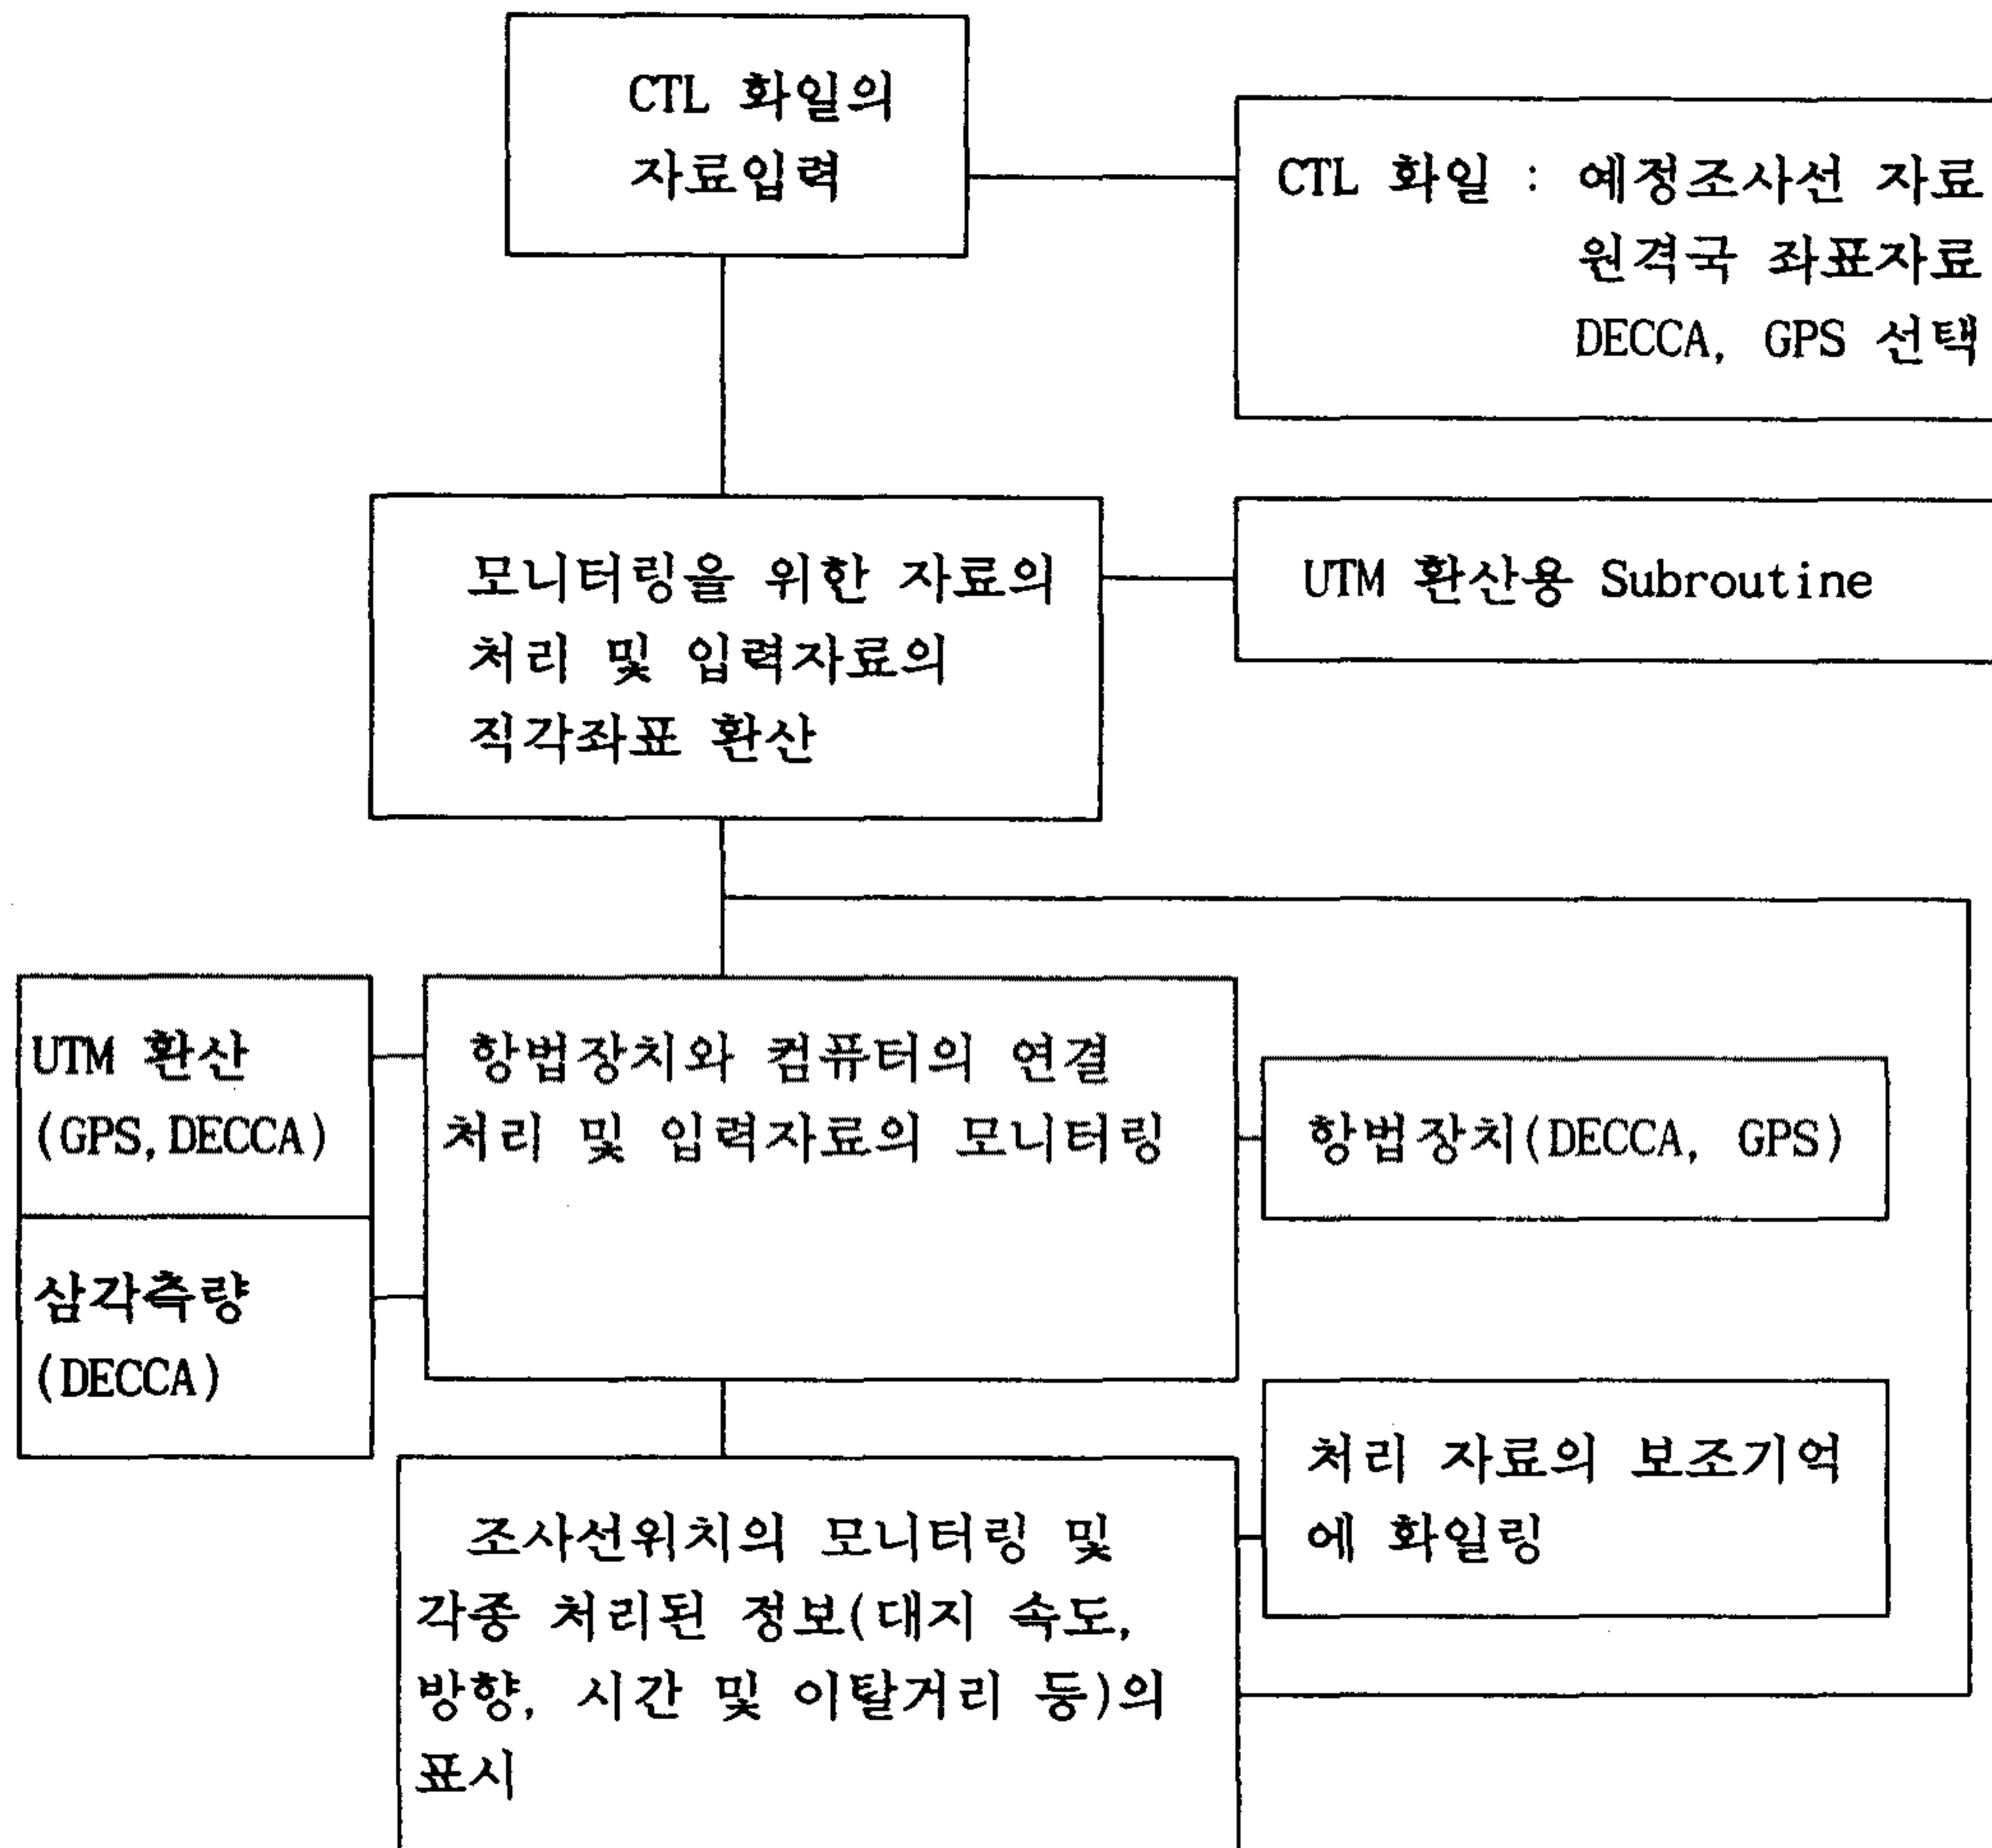 CTL 화일의
자료입력
CTL 화일 : 예정조사선 자료
원격국 좌표자료
DECCA, GPS 선택
모니터링을 위한 자료의
처리 및 입력자료의
직각좌표 환산
UTM 환산용 Subroutine
UTM 환산
(GPS,DECCA)
삼각측량
(DECCA)
항법장치와 컴퓨터의 연결
처리 및 입력자료의 모니터링
항법장치(DECCA, GPS)
처리 자료의 보조기억
에 화일링
조사선위치의 모니터링 및
각종 처리된 정보(대지 속도,
방향, 시간 및 이탈거리 등)의
표시